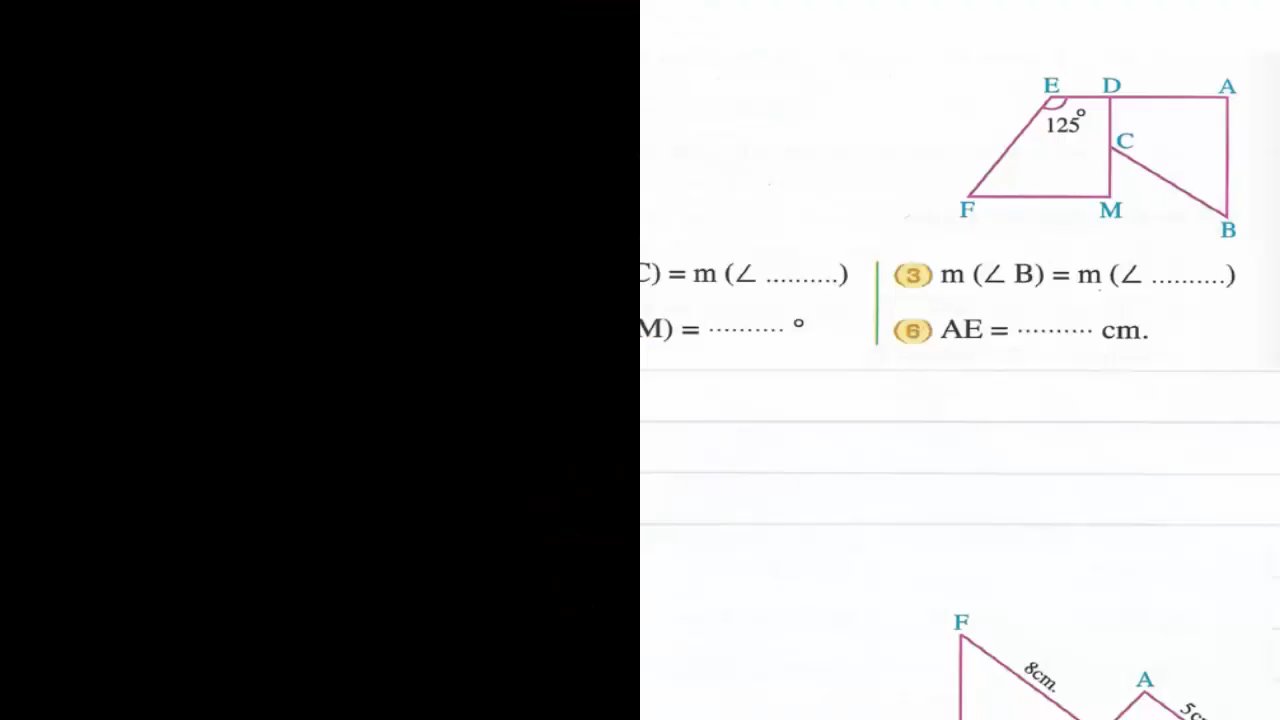 E D A
125°
C
F M
B
C) = m (∠ ..........)
(3) m (∠ B) = m (∠ ..........)
M) = .......... °
(6) AE = .......... cm.
F
8cm.
A